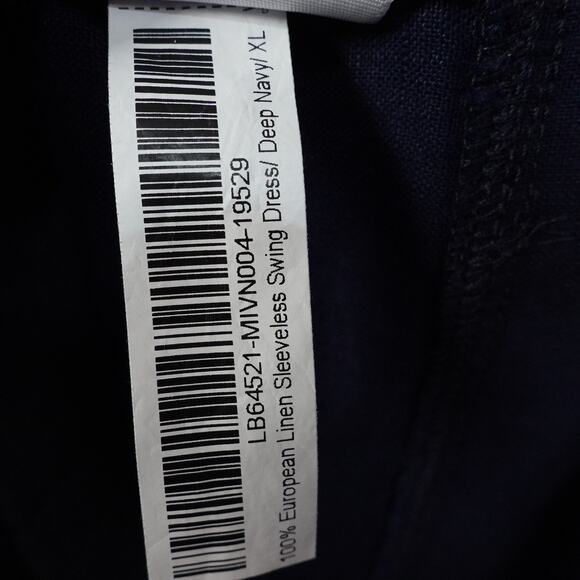 LB64521-MIVN004-19529
100% European Linen Sleeveless Swing Dress/ Deep Navy/ XL